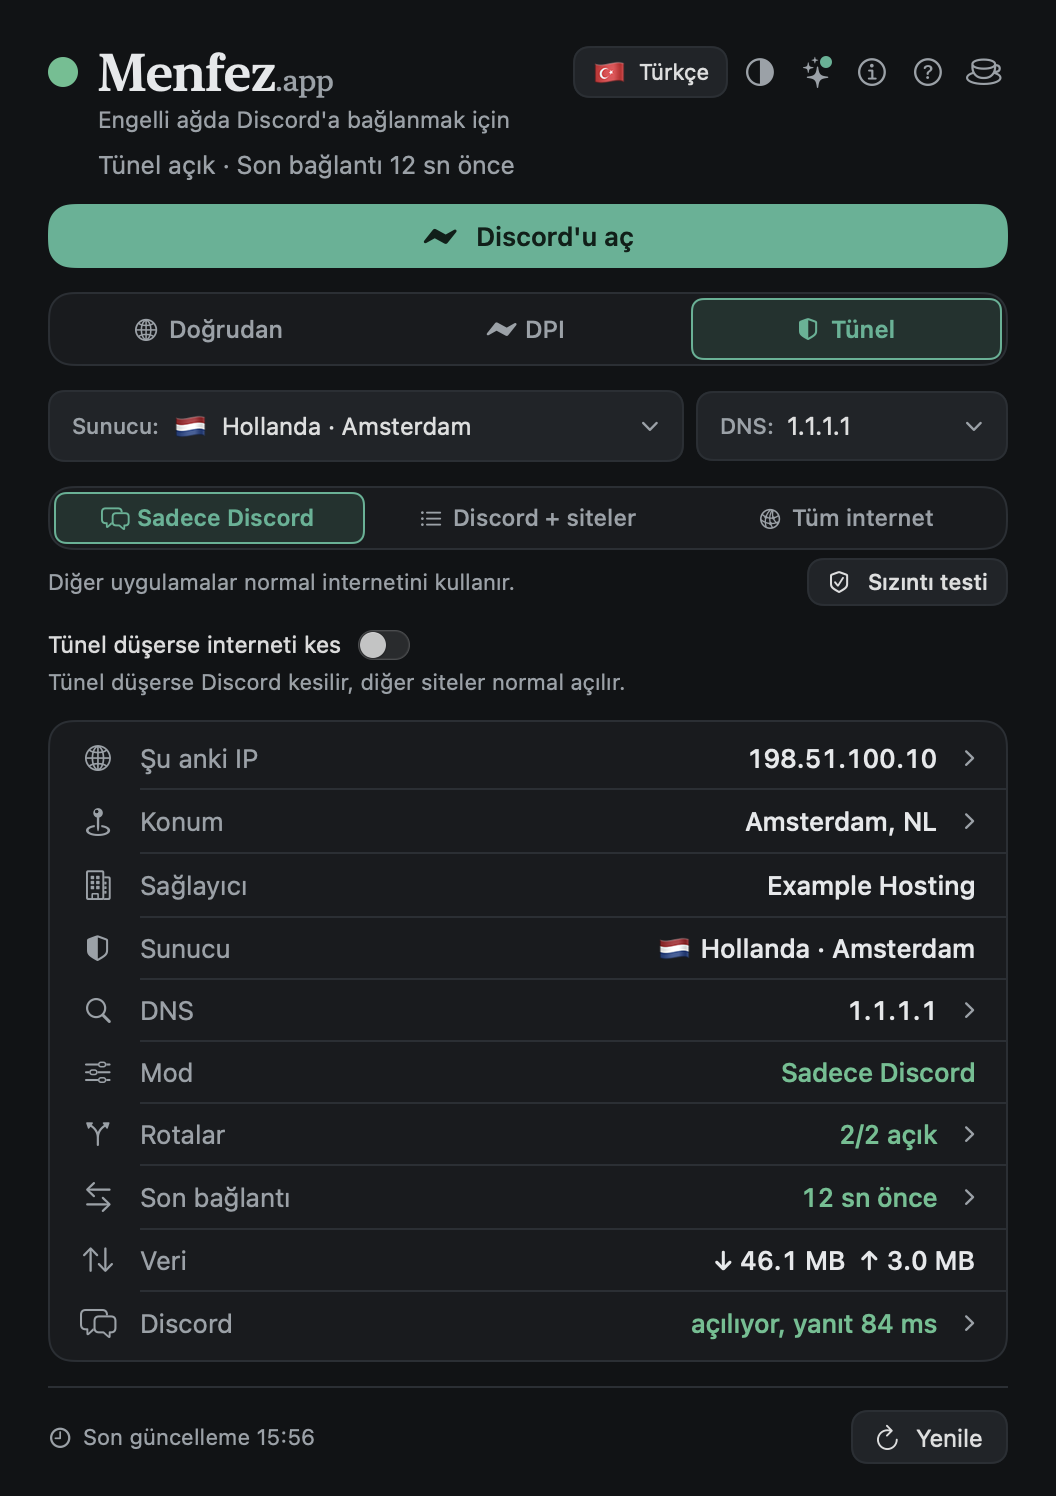 Menfez.app
Türkçe
Engelli ağda Discord'a bağlanmak için
Tünel açık · Son bağlantı 12 sn önce
Discord'u aç
Doğrudan
DPI
Tünel
Sunucu: Hollanda · Amsterdam
DNS: 1.1.1.1
Sadece Discord
Discord + siteler
Tüm internet
Diğer uygulamalar normal internetini kullanır.
Sızıntı testi
Tünel düşerse interneti kes
Tünel düşerse Discord kesilir, diğer siteler normal açılır.
Şu anki IP 198.51.100.10
Konum Amsterdam, NL
Sağlayıcı Example Hosting
Sunucu Hollanda · Amsterdam
DNS 1.1.1.1
Mod Sadece Discord
Rotalar 2/2 açık
Son bağlantı 12 sn önce
Veri ↓ 46.1 MB ↑ 3.0 MB
Discord açılıyor, yanıt 84 ms
Son güncelleme 15:56
Yenile